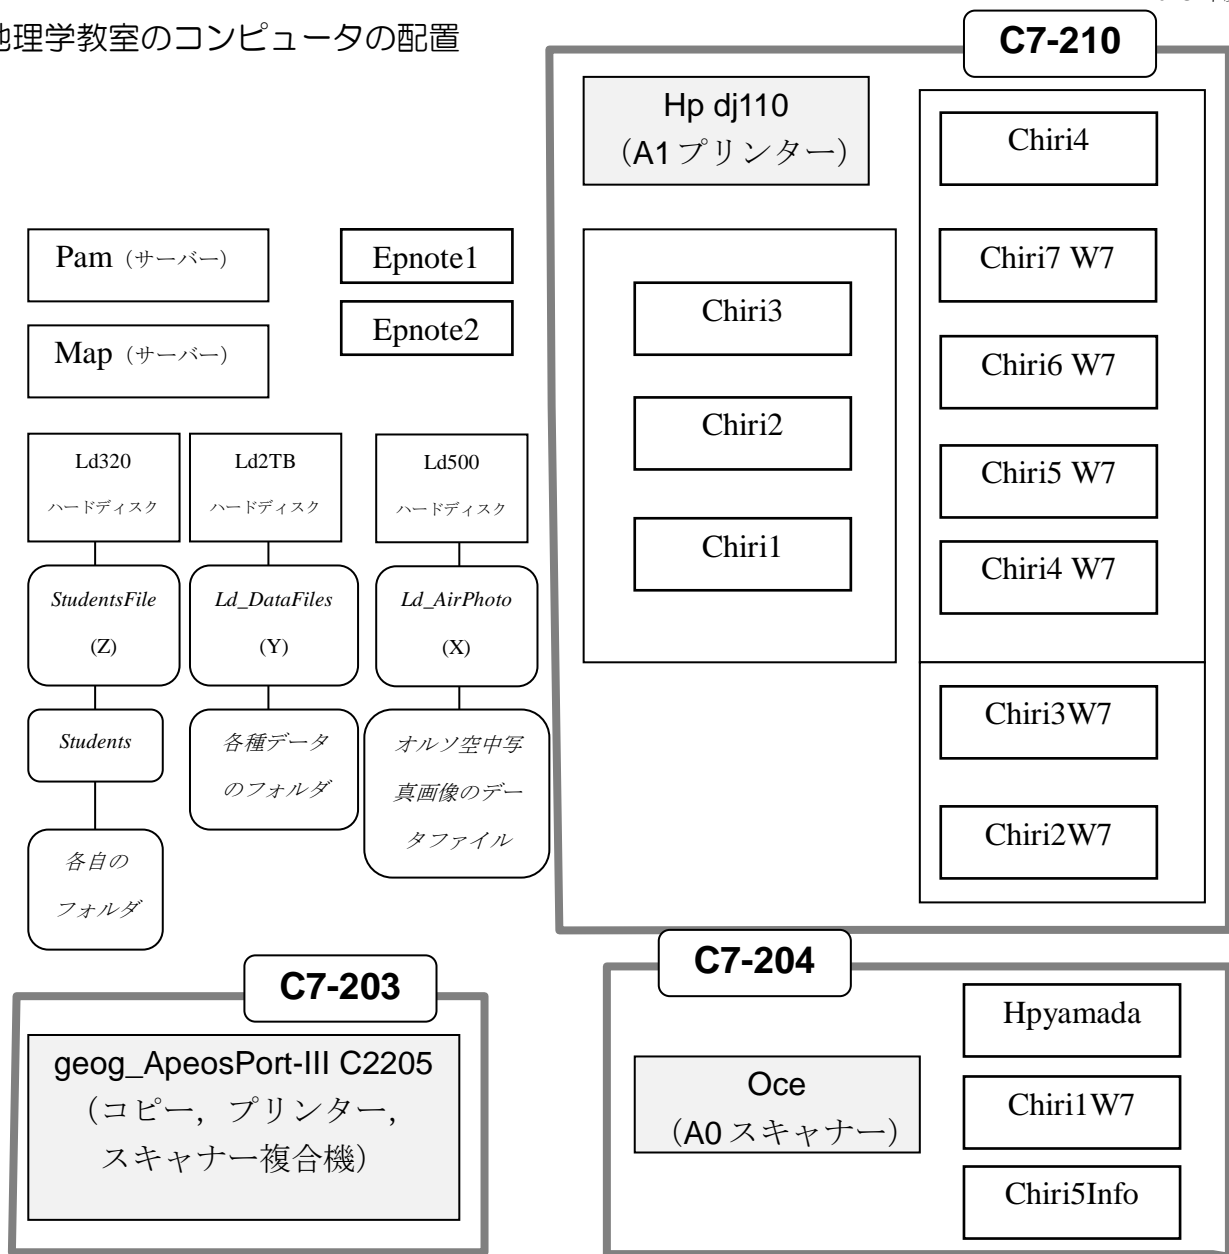 理学教室のコンピュータの配置
C7-210
Hp dj110
（A1プリンター）
Chiri4
Chiri7 W7
Chiri6 W7
Chiri5 W7
Chiri4 W7
Chiri3
Chiri2
Chiri1
Chiri3W7
Chiri2W7
Pam（サーバー）
Map（サーバー）
Epnote1
Epnote2
Ld320
ハードディスク
StudentsFile
(Z)
Students
各自の
フォルダ
Ld2TB
ハードディスク
Ld_DataFiles
(Y)
各種データ
のフォルダ
Ld500
ハードディスク
Ld_AirPhoto
(X)
オルソ空中写
真画像のデー
タファイル
C7-203
geog_ApeosPort-III C2205
（コピー，プリンター，
スキャナー複合機）
C7-204
Oce
（A0スキャナー）
Hpyamada
Chiri1W7
Chiri5Info